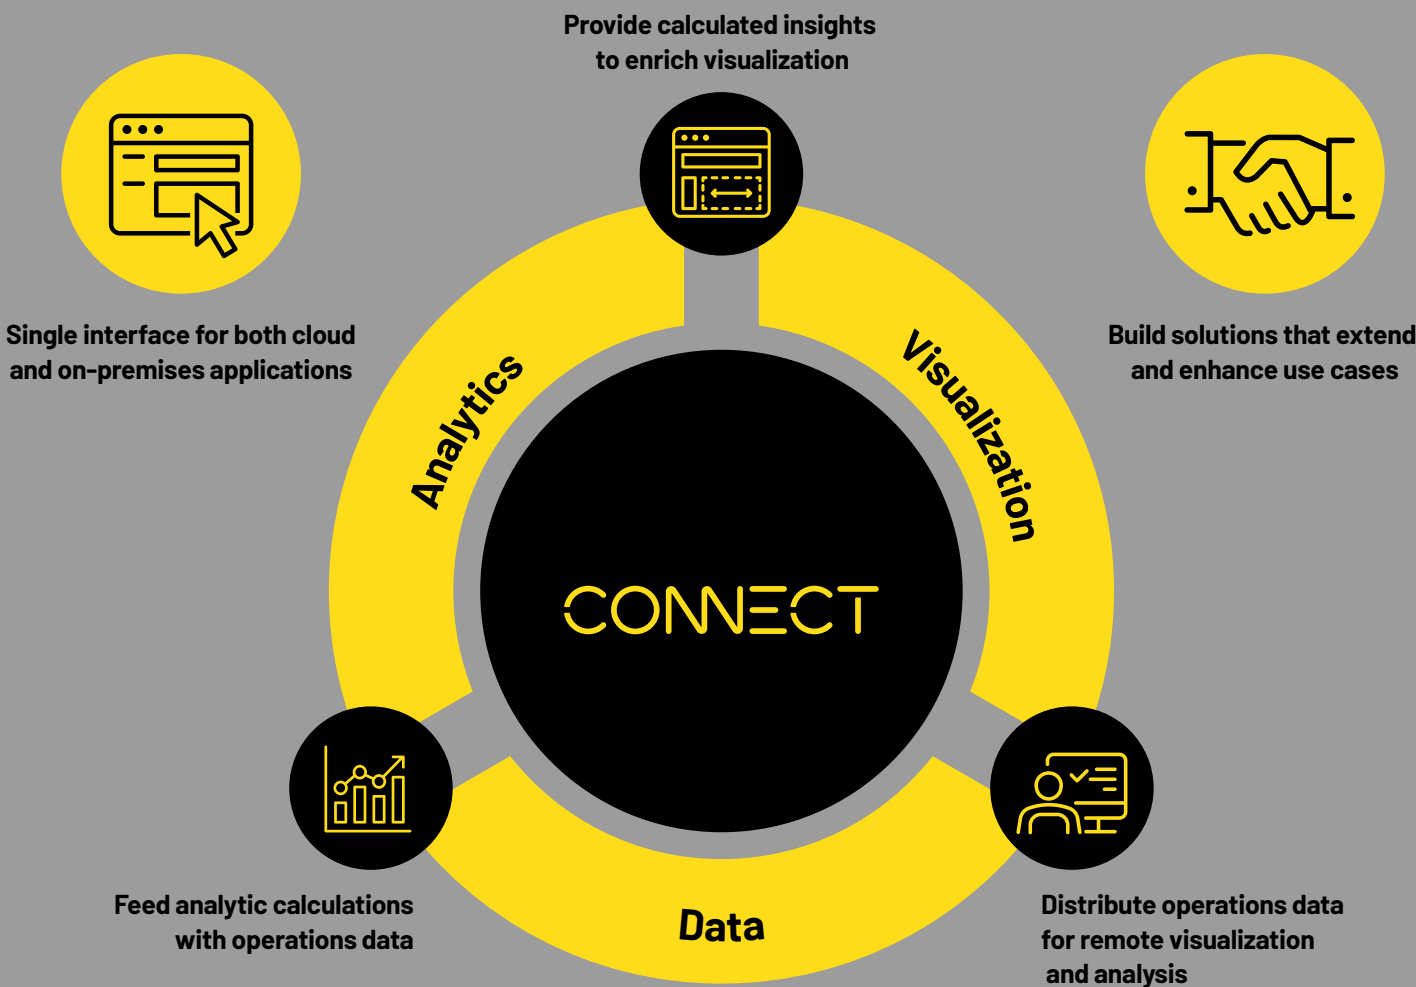 Provide calculated insights
to enrich visualization
Single interface for both cloud
and on-premises applications
Build solutions that extend
and enhance use cases
Analytics
Visualization
CONNECT
Data
Feed analytic calculations
with operations data
Distribute operations data
for remote visualization
and analysis